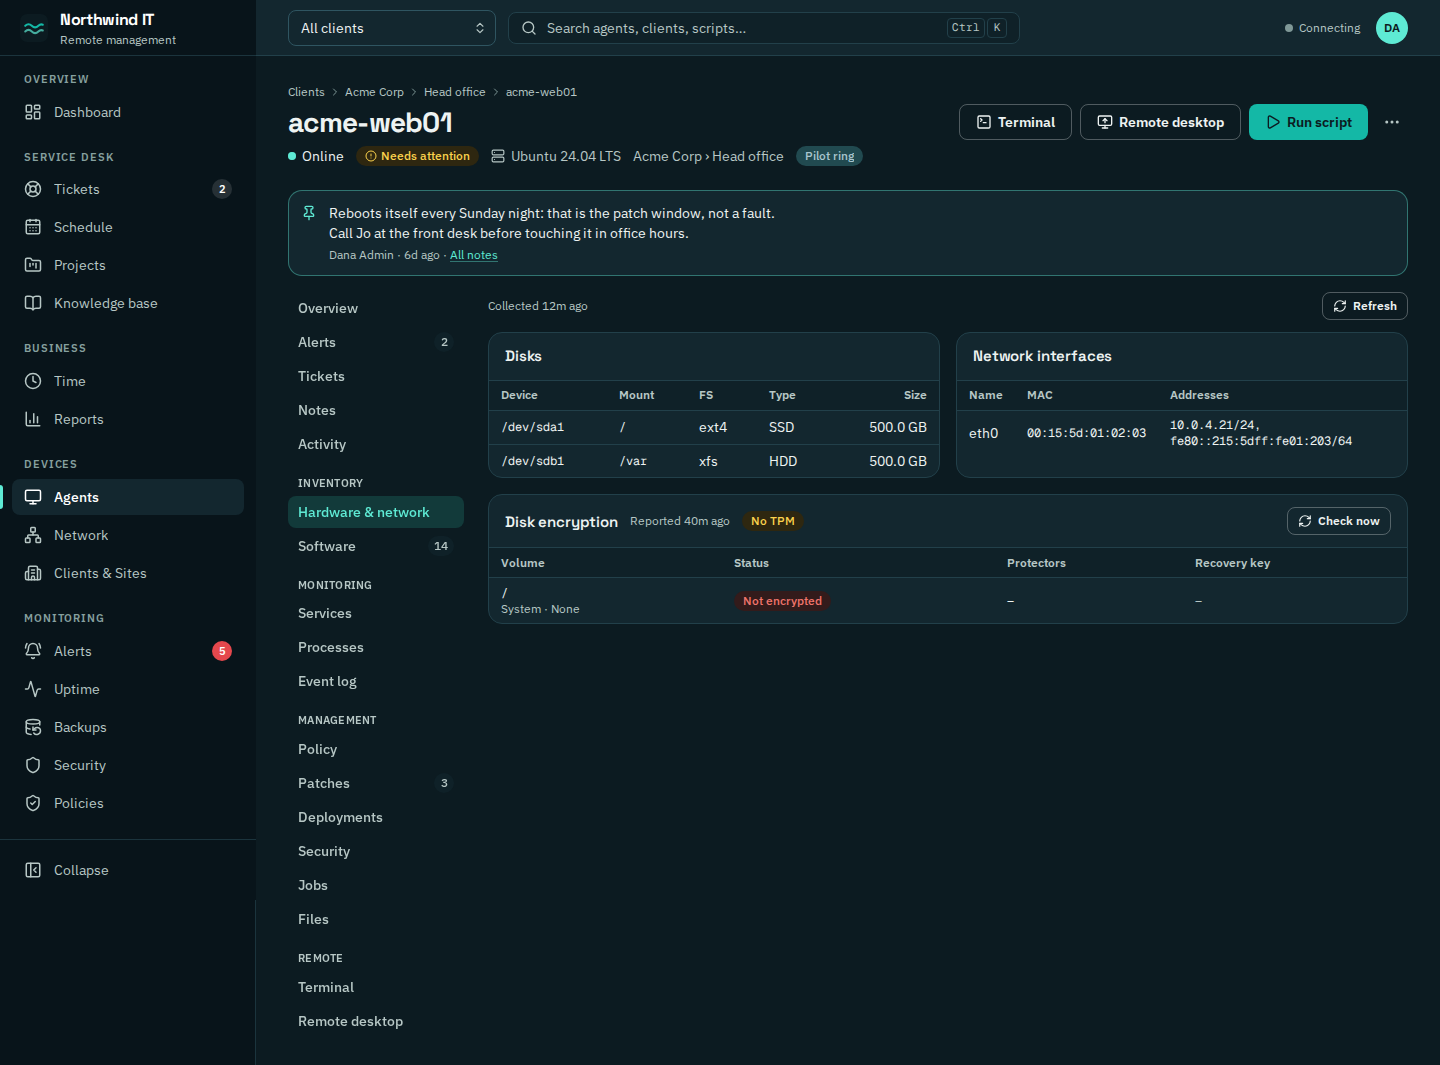 Northwind IT
Remote management
All clients
Search agents, clients, scripts...
Ctrl K
Connecting
DA
OVERVIEW
Dashboard
SERVICE DESK
Tickets 2
Schedule
Projects
Knowledge base
BUSINESS
Time
Reports
DEVICES
Agents
Network
Clients & Sites
MONITORING
Alerts 5
Uptime
Backups
Security
Policies
Collapse
Clients > Acme Corp > Head office > acme-web01
acme-web01
Terminal
Remote desktop
Run script
Online
Needs attention
Ubuntu 24.04 LTS
Acme Corp › Head office
Pilot ring
Reboots itself every Sunday night: that is the patch window, not a fault.
Call Jo at the front desk before touching it in office hours.
Dana Admin · 6d ago · All notes
Overview
Alerts 2
Tickets
Notes
Activity
INVENTORY
Hardware & network
Software 14
MONITORING
Services
Processes
Event log
MANAGEMENT
Policy
Patches 3
Deployments
Security
Jobs
Files
REMOTE
Terminal
Remote desktop
Collected 12m ago
Refresh
Disks
Device Mount FS Type Size
/dev/sda1 / ext4 SSD 500.0 GB
/dev/sdb1 /var xfs HDD 500.0 GB
Network interfaces
Name MAC Addresses
eth0 00:15:5d:01:02:03 10.0.4.21/24,
fe80::215:5dff:fe01:203/64
Disk encryption Reported 40m ago No TPM
Check now
Volume Status Protectors Recovery key
/ Not encrypted – –
System · None